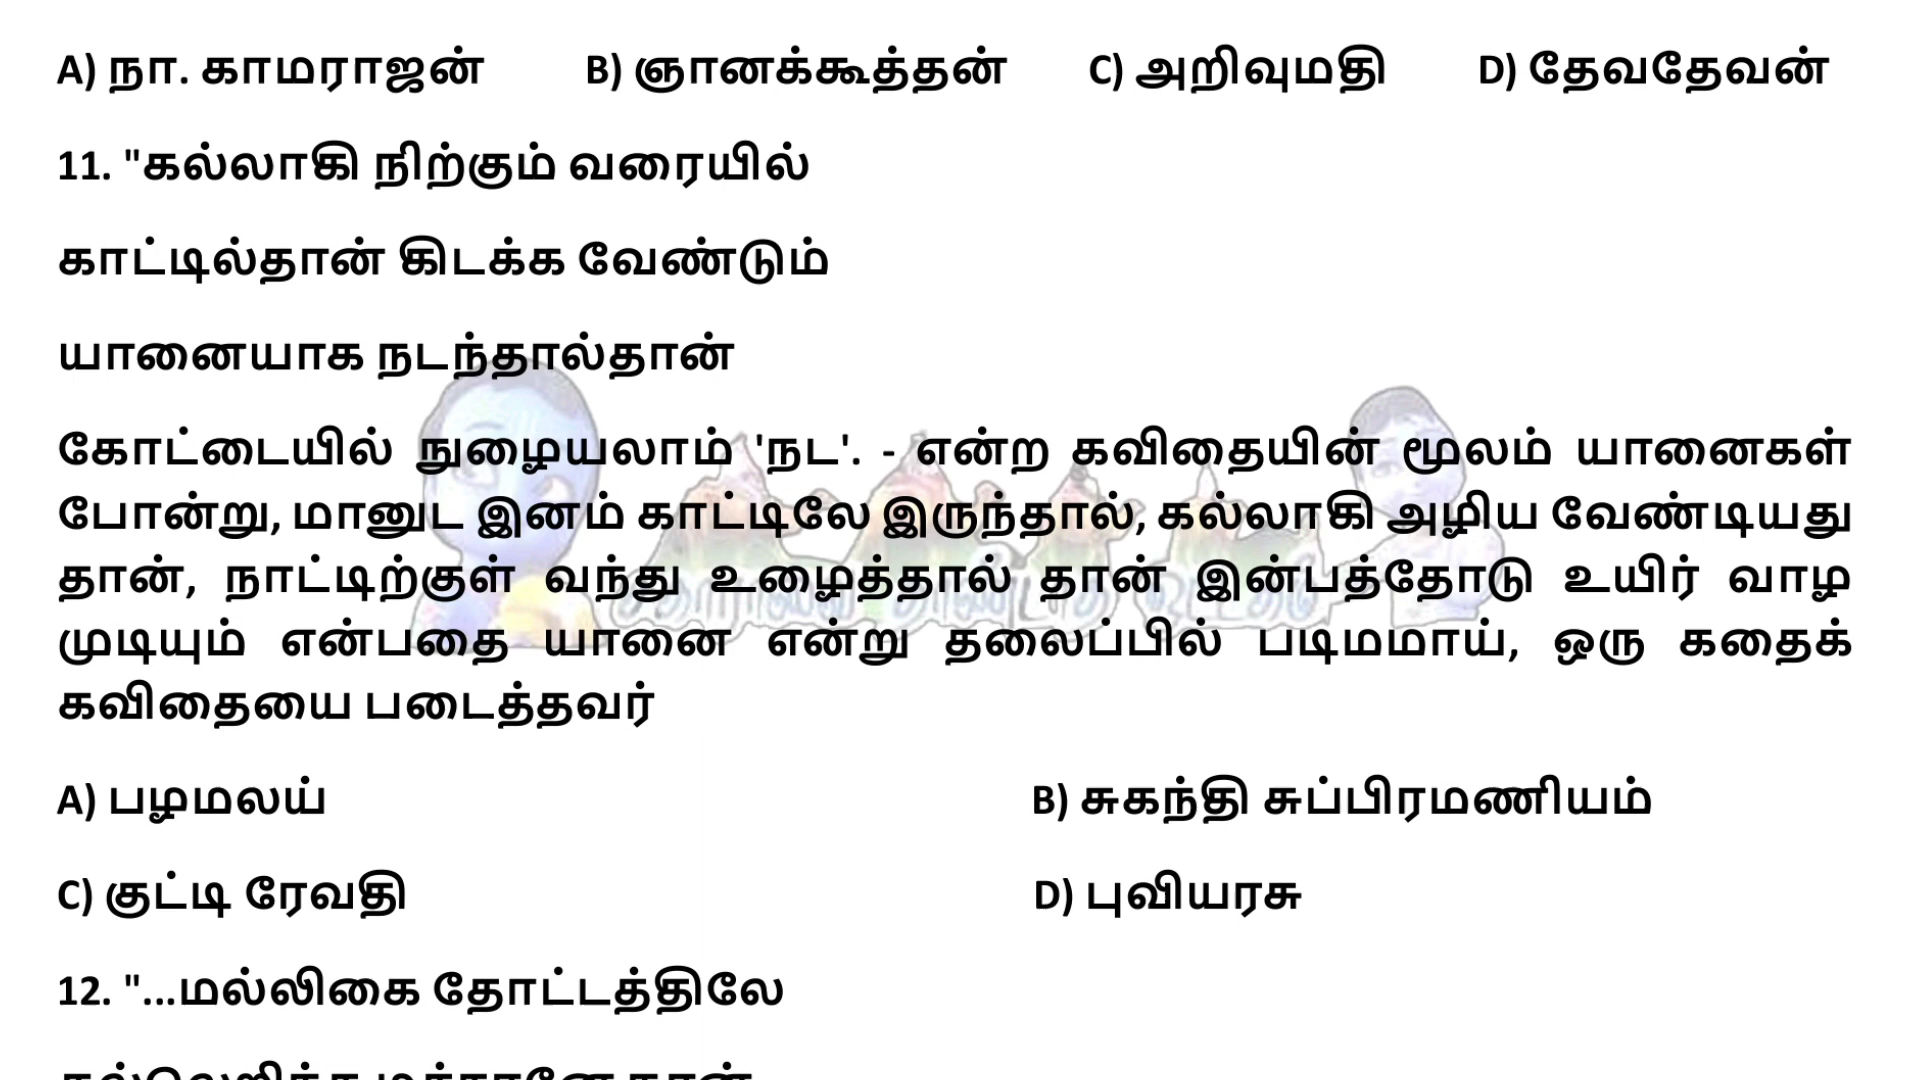 A) நா. காமராஜன் B) ஞானக்கூத்தன் C) அறிவுமதி D) தேவதேவன்
11. "கல்லாகி நிற்கும் வரையில்
காட்டில்தான் கிடக்க வேண்டும்
யானையாக நடந்தால்தான்
கோட்டையில் நுழையலாம் 'நட'. - என்ற கவிதையின் மூலம் யானைகள்
போன்று, மானுட இனம் காட்டிலே இருந்தால், கல்லாகி அழிய வேண்டியது
தான், நாட்டிற்குள் வந்து உழைத்தால் தான் இன்பத்தோடு உயிர் வாழ
முடியும் என்பதை யானை என்று தலைப்பில் படிமமாய், ஒரு கதைக்
கவிதையை படைத்தவர்
A) பழமலய் B) சுகந்தி சுப்பிரமணியம்
C) குட்டி ரேவதி D) புவியரசு
12. "...மல்லிகை தோட்டத்திலே